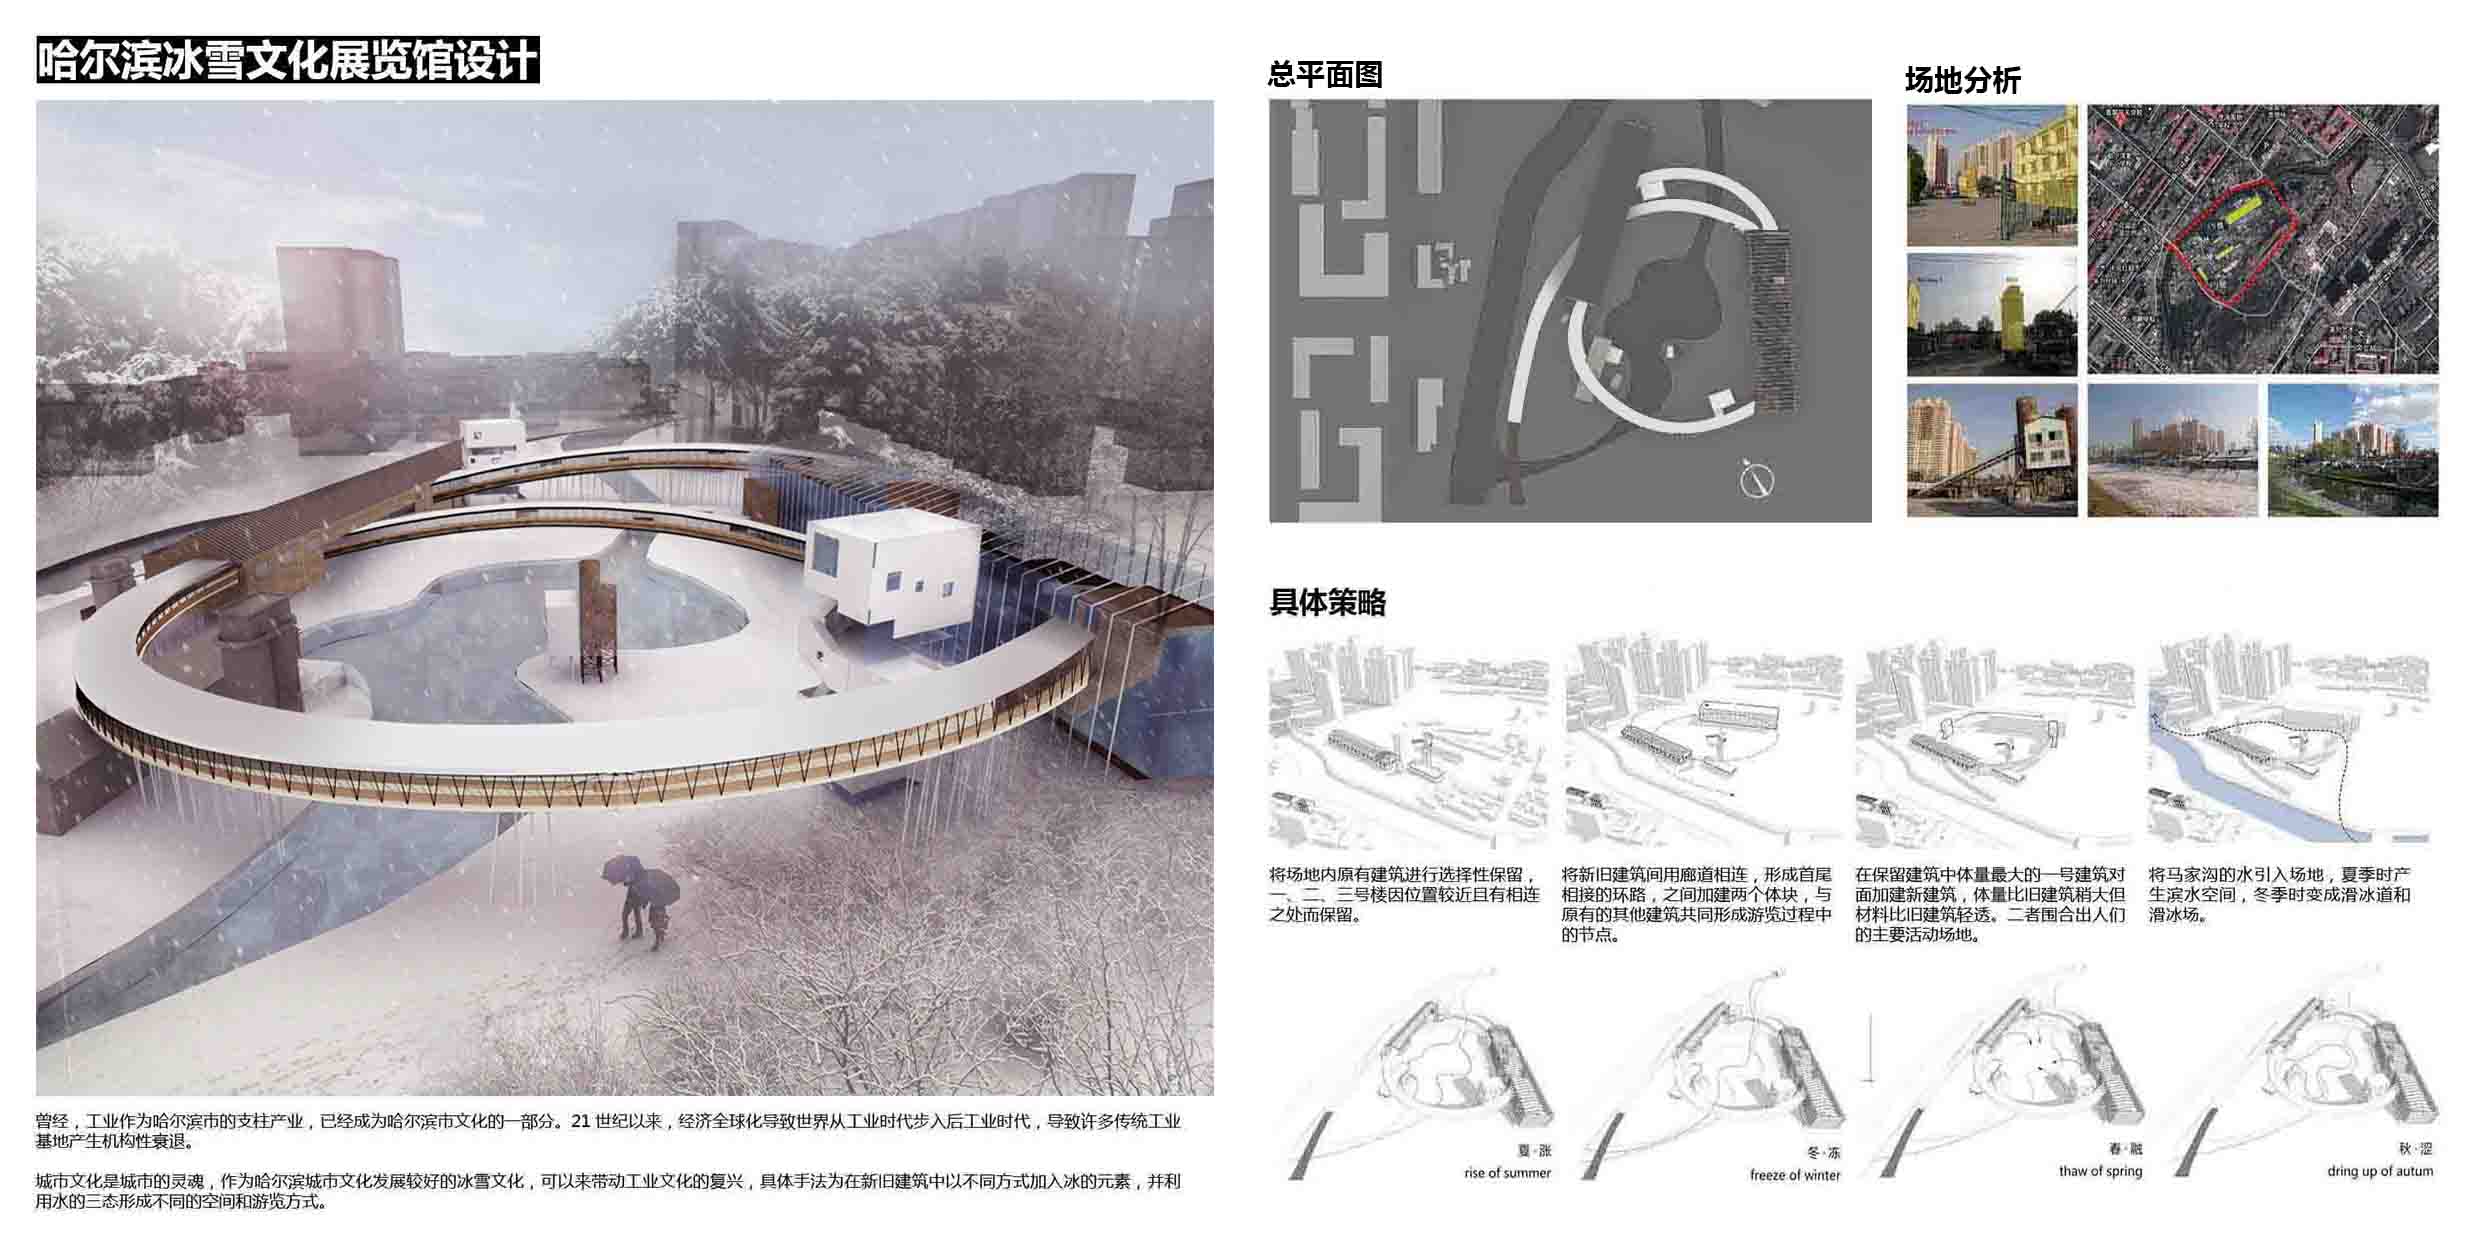 哈尔滨冰雪文化展览馆设计
总平面图
场地分析
具体策略
将场地内原有建筑进行选择性保留，
一、二、三号楼因位置较近且有相连
之处而保留。
将新旧建筑间用廊道相连，形成首尾
相接的环路，之间加建两个体块，与
原有的其他建筑共同形成游览过程中
的节点。
在保留建筑中体量最大的一号建筑对
面加建新建筑，体量比旧建筑稍大但
材料比旧建筑轻透。二者围合出人们
的主要活动场地。
将马家沟的水引入场地，夏季时产
生滨水空间，冬季时变成滑冰道和
滑冰场。
夏·涨
rise of summer
冬·冻
freeze of winter
春·融
thaw of spring
秋·涩
dring up of autum
曾经，工业作为哈尔滨市的支柱产业，已经成为哈尔滨市文化的一部分。21 世纪以来，经济全球化导致世界从工业时代步入后工业时代，导致许多传统工业
基地产生机构性衰退。
城市文化是城市的灵魂，作为哈尔滨城市文化发展较好的冰雪文化，可以来带动工业文化的复兴，具体手法为在新旧建筑中以不同方式加入冰的元素，并利
用水的三态形成不同的空间和游览方式。